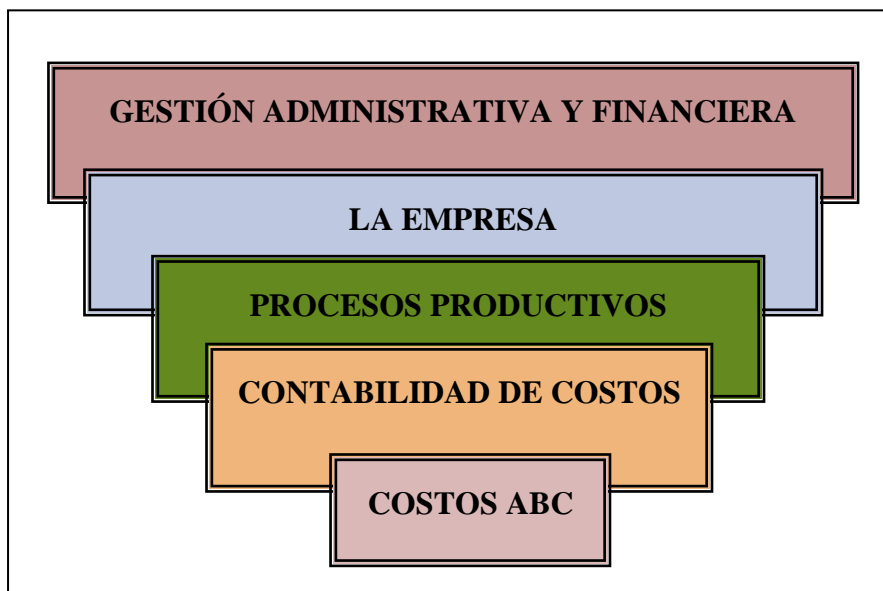 GESTIÓN ADMINISTRATIVA Y FINANCIERA
LA EMPRESA
PROCESOS PRODUCTIVOS
CONTABILIDAD DE COSTOS
COSTOS ABC